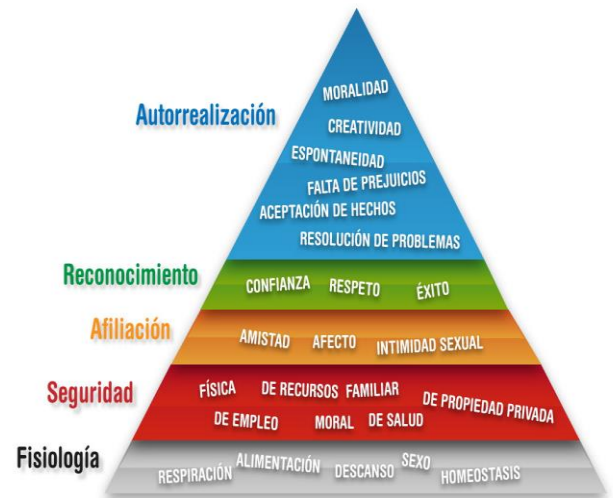 MORALIDAD
Autorrealización
CREATIVIDAD
ESPONTANEIDAD
FALTA DE PREJUICIOS
ACEPTACIÓN DE HECHOS
RESOLUCIÓN DE PROBLEMAS
Reconocimiento
CONFIANZA RESPETO ÉXITO
Afiliación
AMISTAD AFECTO INTIMIDAD SEXUAL
Seguridad
FÍSICA DE RECURSOS FAMILIAR DE PROPIEDAD PRIVADA
DE EMPLEO MORAL DE SALUD
Fisiología
RESPIRACIÓN ALIMENTACIÓN DESCANSO SEXO HOMEOSTASIS